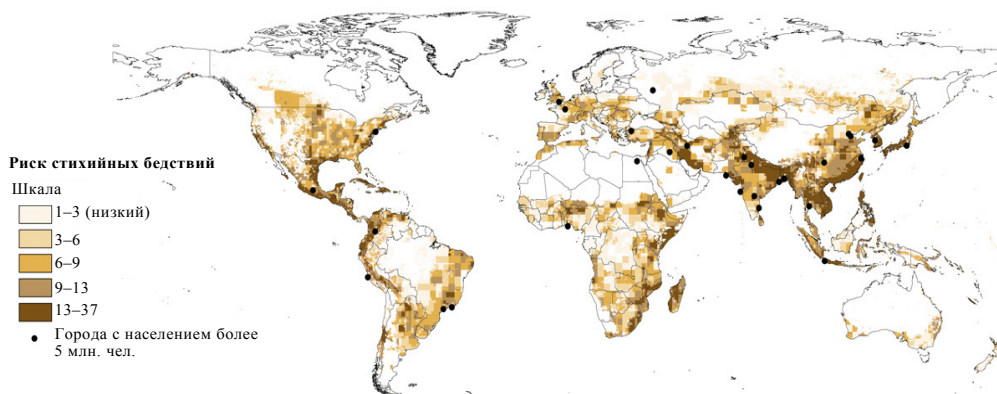 Риск стихийных бедствий
Шкала
1–3 (низкий)
3–6
6–9
9–13
13–37
Города с населением более
5 млн. чел.